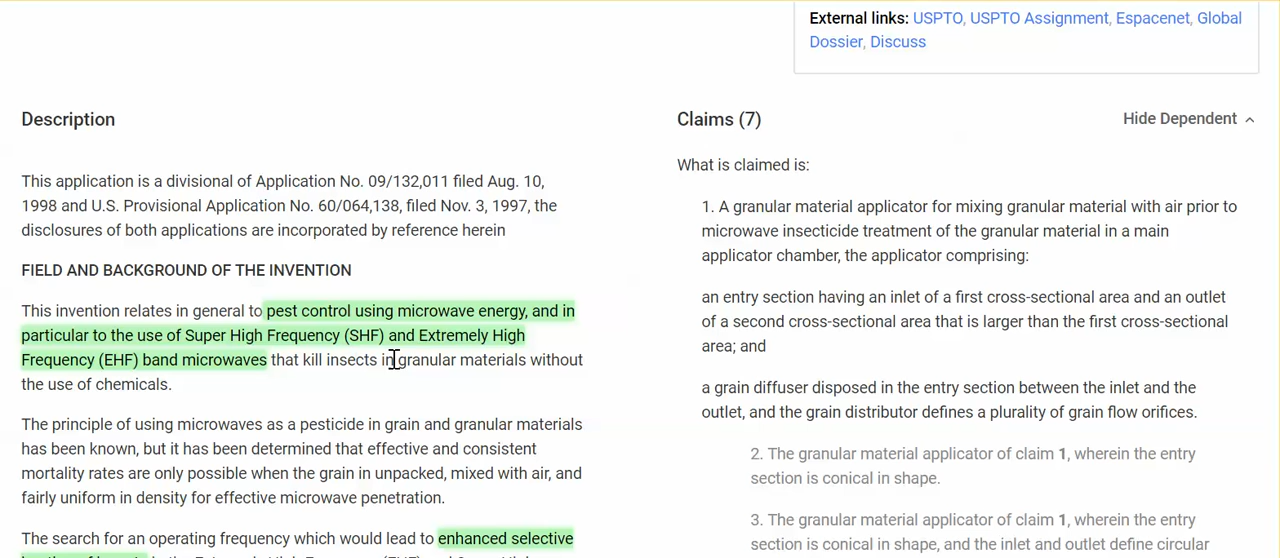 External links: USPTO, USPTO Assignment, Espacenet, Global
Dossier, Discuss
Description
This application is a divisional of Application No. 09/132,011 filed Aug. 10,
1998 and U.S. Provisional Application No. 60/064,138, filed Nov. 3, 1997, the
disclosures of both applications are incorporated by reference herein
FIELD AND BACKGROUND OF THE INVENTION
This invention relates in general to pest control using microwave energy, and in
particular to the use of Super High Frequency (SHF) and Extremely High
Frequency (EHF) band microwaves that kill insects in granular materials without
the use of chemicals.
The principle of using microwaves as a pesticide in grain and granular materials
has been known, but it has been determined that effective and consistent
mortality rates are only possible when the grain in unpacked, mixed with air, and
fairly uniform in density for effective microwave penetration.
The search for an operating frequency which would lead to enhanced selective
Claims (7)
Hide Dependent
What is claimed is:
1. A granular material applicator for mixing granular material with air prior to
microwave insecticide treatment of the granular material in a main
applicator chamber, the applicator comprising:
an entry section having an inlet of a first cross-sectional area and an outlet
of a second cross-sectional area that is larger than the first cross-sectional
area; and
a grain diffuser disposed in the entry section between the inlet and the
outlet, and the grain distributor defines a plurality of grain flow orifices.
2. The granular material applicator of claim 1, wherein the entry
section is conical in shape.
3. The granular material applicator of claim 1, wherein the entry
section is conical in shape, and the inlet and outlet define circular